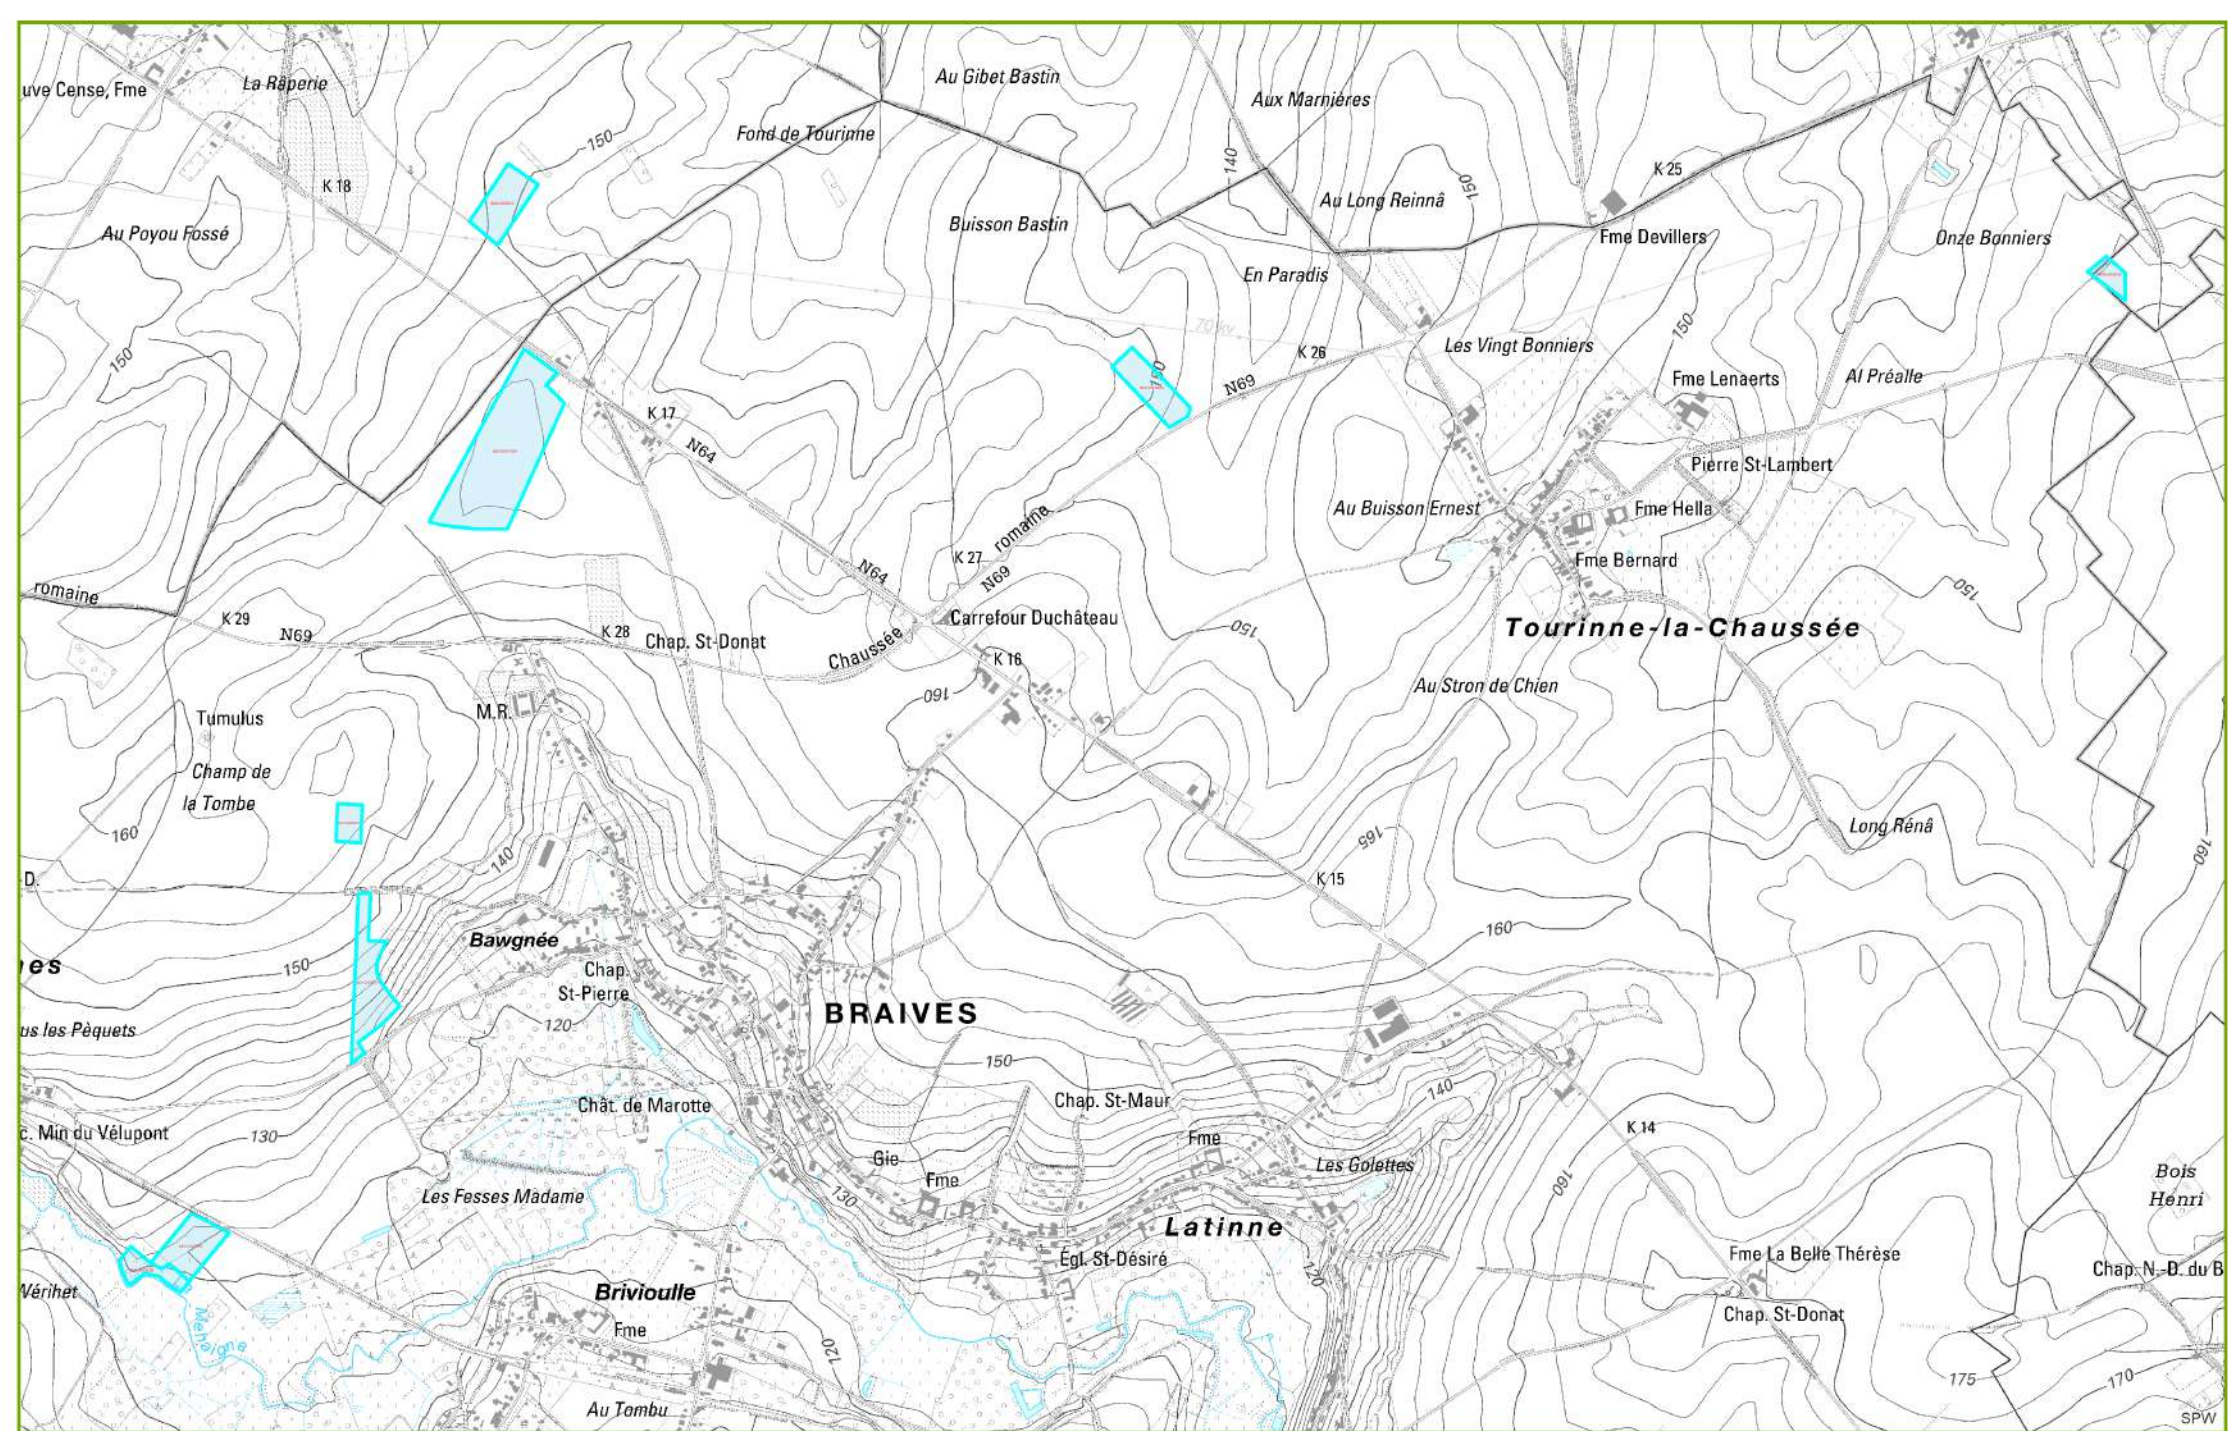 Au Gibet Bastin
La Râperie
uve Cense, Fme
Aux Marnières
Fond de Tourinne
150
140
K 25
K 18
150
Au Long Reinnâ
Buisson Bastin
Au Poyou Fossé
Fme Devillers
Onze Bonniers
En Paradis
70 kv
150
Les Vingt Bonniers
K 26
150
150
Fme Lenaerts
Al Préalle
N69
K 17
N64
Pierre St-Lambert
Au Buisson Ernest
Fme Hella
romaine
K 27
Fme Bernard
N64
N69
150
romaine
K 29
Carrefour Duchâteau
N69
K 28
Chap. St-Donat
150
Tourinne-la-Chaussée
Chaussée
K 16
Au Stron de Chien
160
M.R.
Tumulus
Champ de
la Tombe
160
165
Long Rénâ
160
140
D.
K 15
160
Bawgnée
es
150
Chap.
St-Pierre
BRAIVES
120
us les Pèquets
150
140
Chap. St-Maur
Chât. de Marotte
c. Min du Vélupont
130
K 14
Fme
Gie
Les Golettes
Fme
Bois
Henri
Les Fesses Madame
130
160
Latinne
Fme La Belle Thérèse
Égl. St-Désiré
120
Chap. N.-D. du B
Wérihet
Brivioulle
Mehaigne
Chap. St-Donat
Fme
120
175
170
Au Tombu
SPW